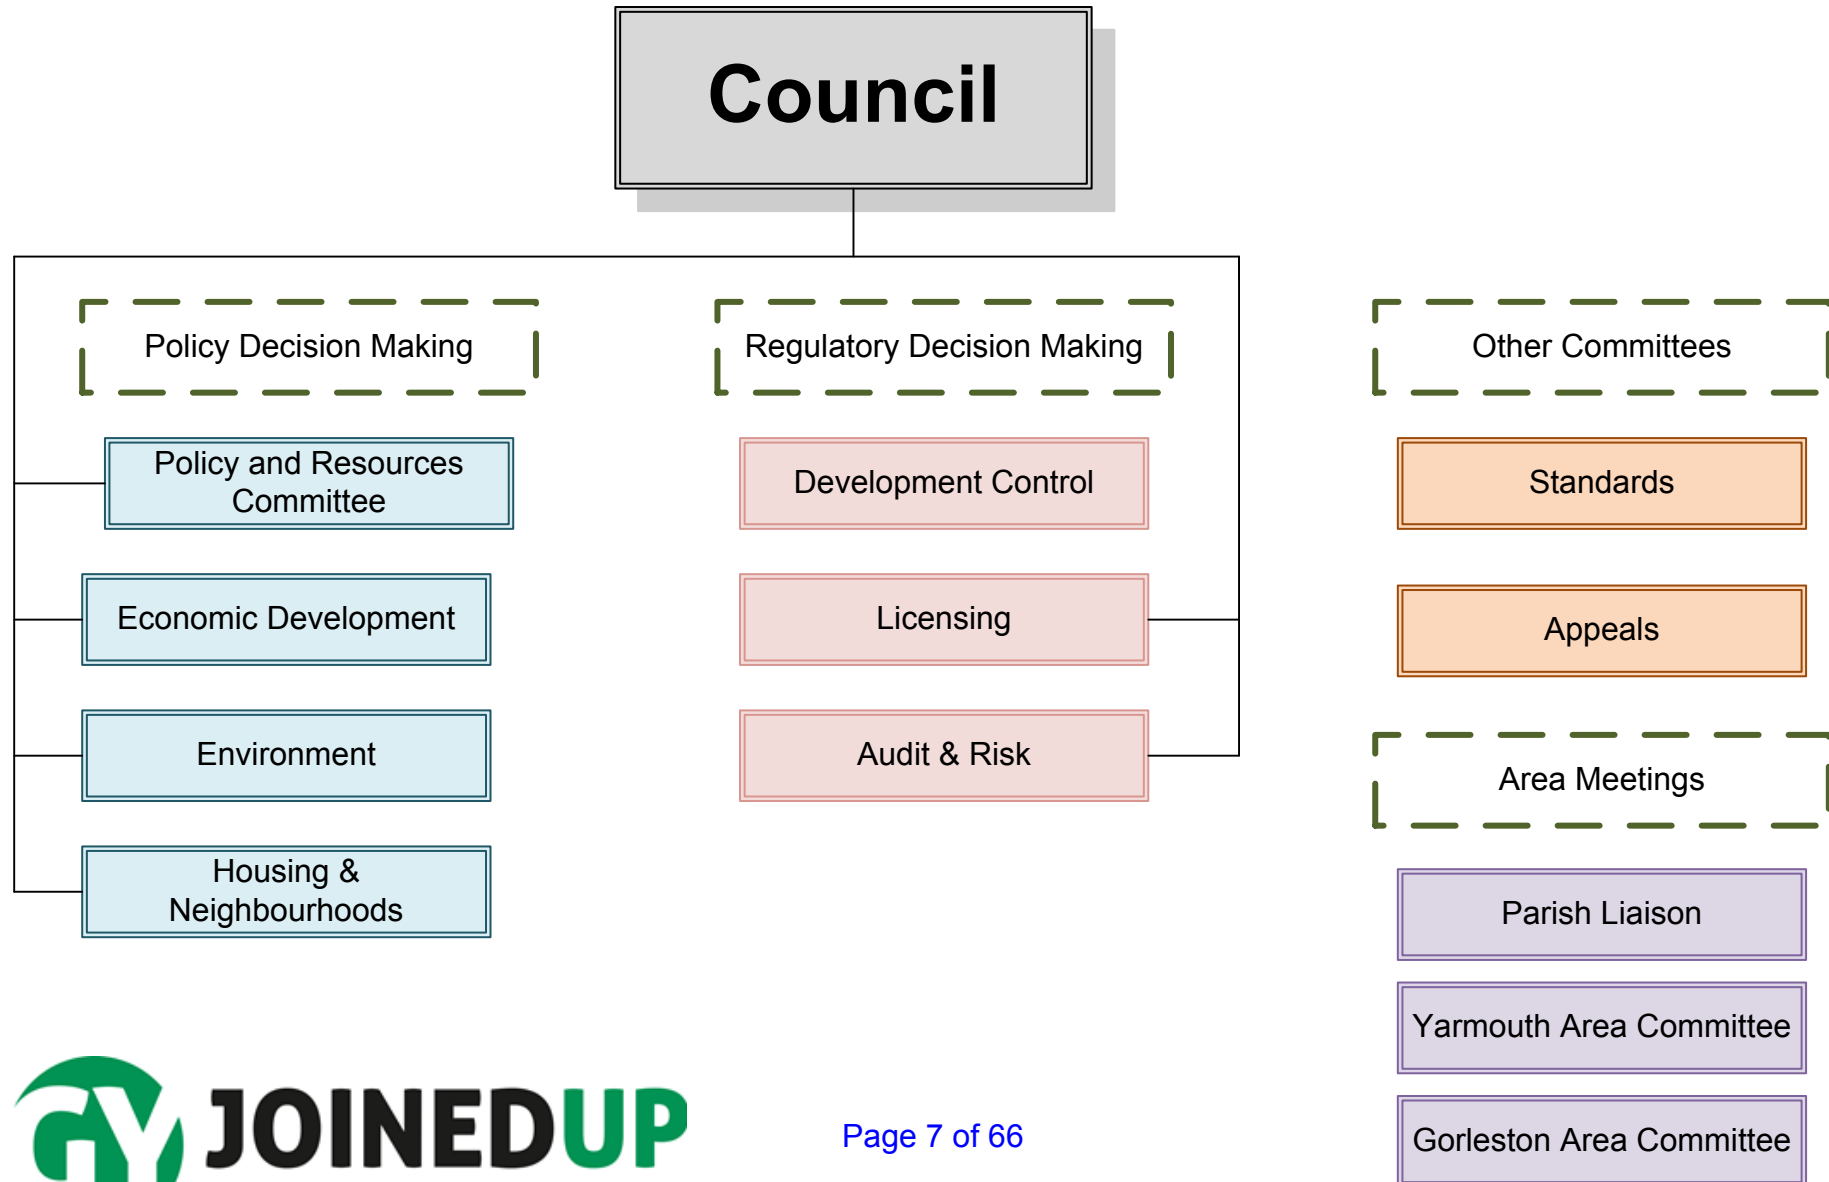 Council
Policy Decision Making
Policy and Resources
Committee
Economic Development
Environment
Housing &
Neighbourhoods
Regulatory Decision Making
Development Control
Licensing
Audit & Risk
Other Committees
Standards
Appeals
Area Meetings
Parish Liaison
Yarmouth Area Committee
Gorleston Area Committee
GY JOINEDUP
Page 7 of 66